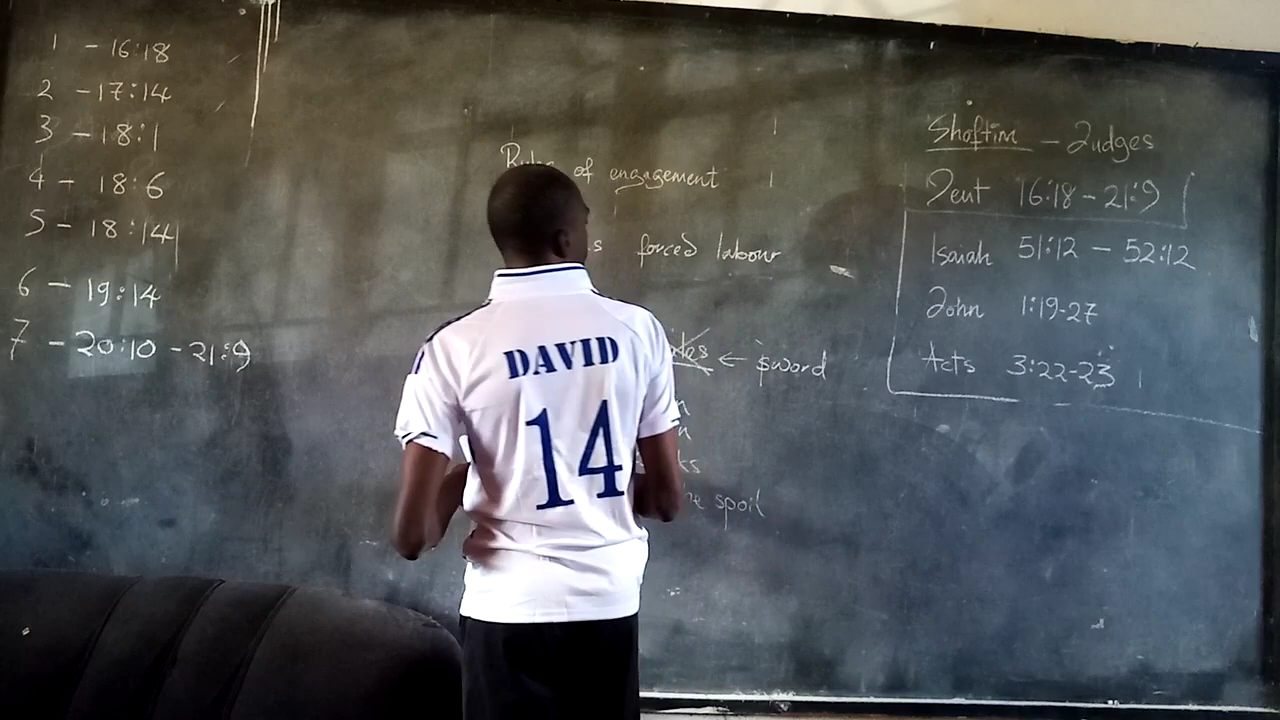 1 - 16:18
2 - 17:14
3 - 18:1
4 - 18:6
5 - 18:14
6 - 19:14
7 - 20:10 - 21:9
of engagement
forced labour
← sword
spoil
DAVID
14
Shoftim - Judges
Deut 16:18 - 21:9
Isaiah 51:12 - 52:12
John 1:19-27
Acts 3:22-23